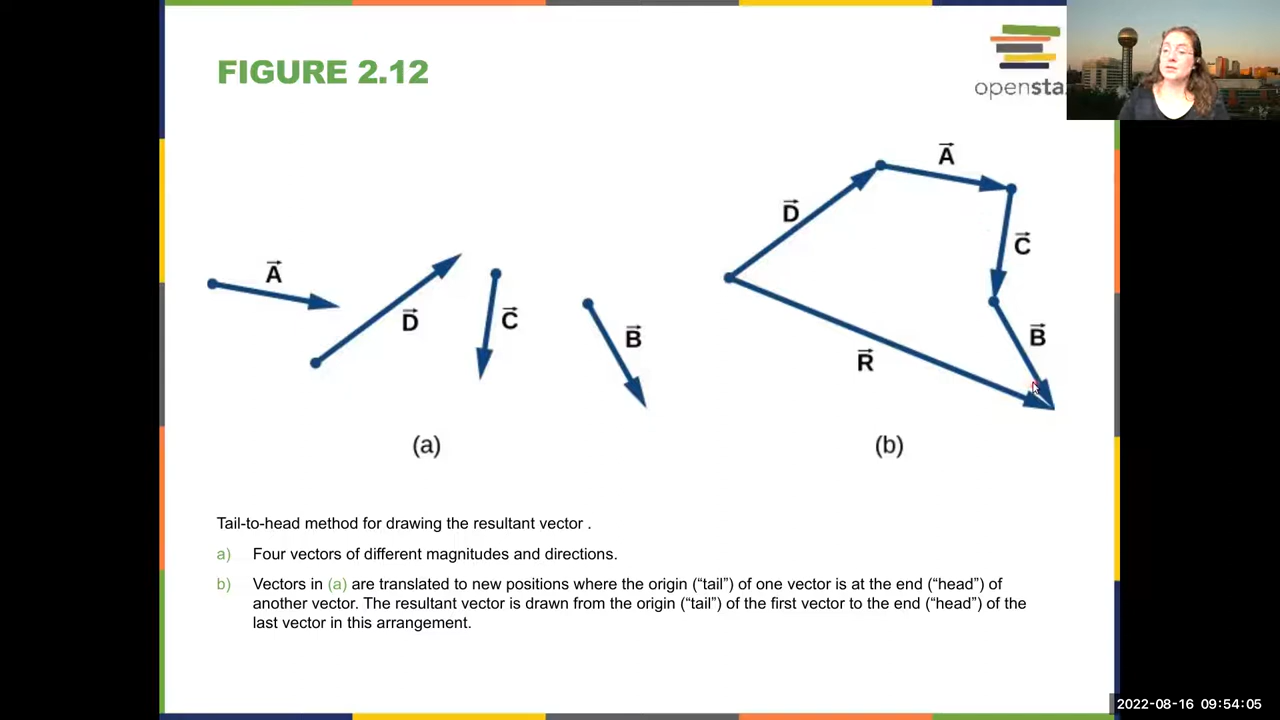 FIGURE 2.12
opensta
A
D
C
B
(a)
D
A
C
B
R
(b)
Tail-to-head method for drawing the resultant vector .
a) Four vectors of different magnitudes and directions.
b) Vectors in (a) are translated to new positions where the origin (“tail”) of one vector is at the end (“head”) of
another vector. The resultant vector is drawn from the origin (“tail”) of the first vector to the end (“head”) of the
last vector in this arrangement.
2022-08-16 09:54:05